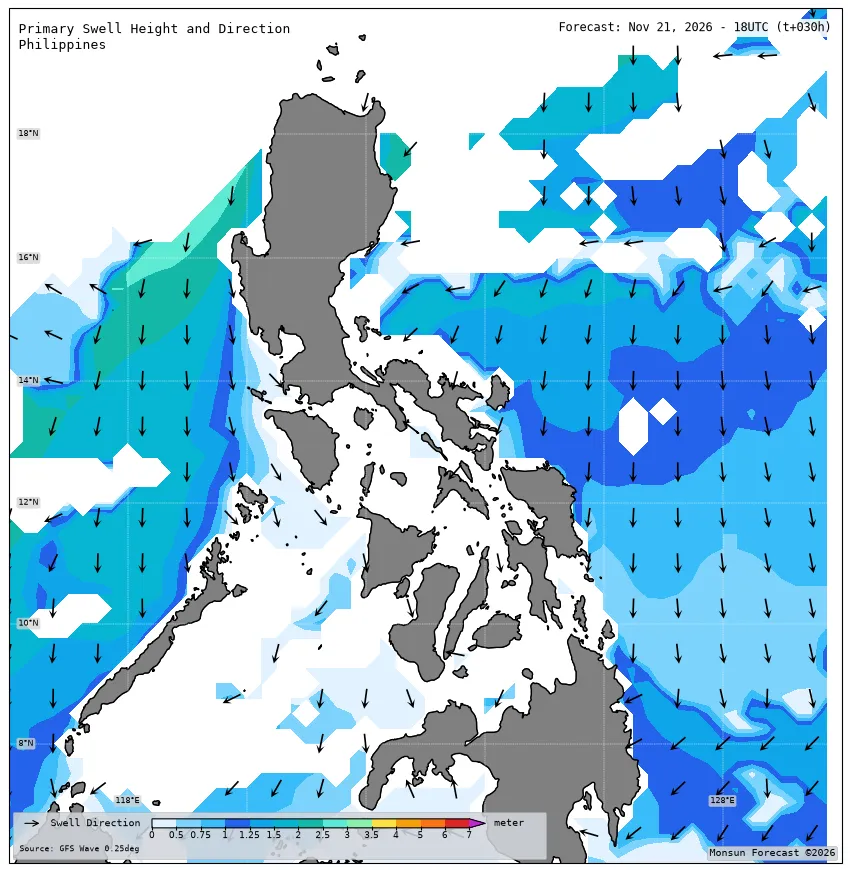 Primary Swell Height and Direction
Philippines
Forecast: Nov 21, 2026 - 18UTC (t+030h)
18°N
16°N
14°N
12°N
10°N
8°N
118°E
128°E
Swell Direction
meter
0 0.5 0.75 1 1.25 1.5 2 2.5 3 3.5 4 5 6 7
Source: GFS Wave 0.25deg
Monsun Forecast ©2026